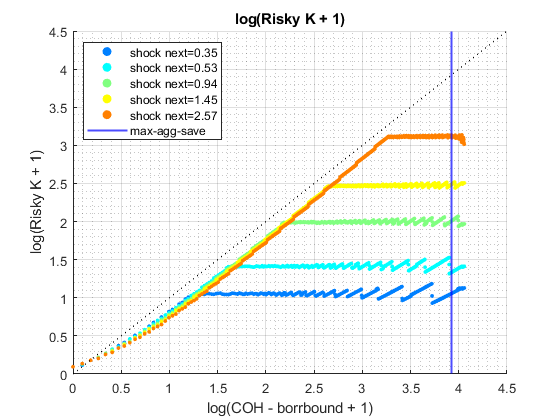 log(Risky K + 1)
4.5
4
3.5
3
2.5
2
1.5
1
0.5
0
log(Risky K + 1)
shock next=0.35
shock next=0.53
shock next=0.94
shock next=1.45
shock next=2.57
max-agg-save
0 0.5 1 1.5 2 2.5 3 3.5 4 4.5
log(COH - borrbound + 1)